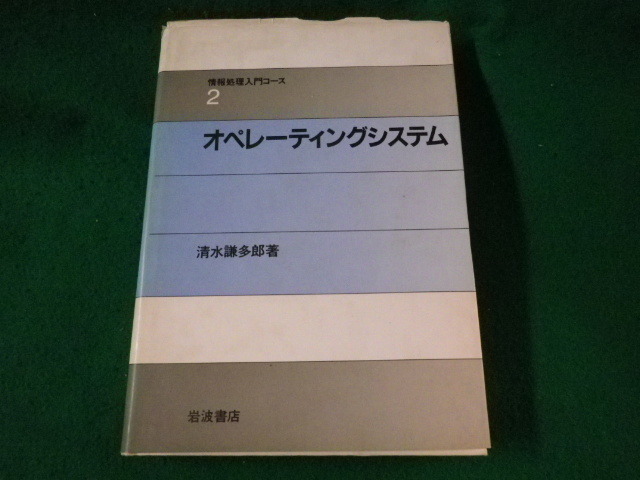 情報処理入門コース
2
オペレーティングシステム
清水謙多郎著
岩波書店